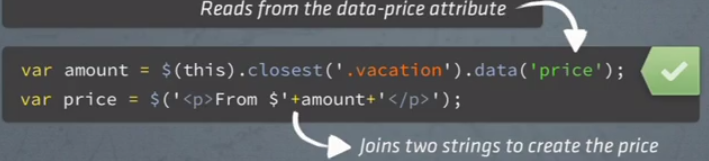 Reads from the data-price attribute
var amount = $(this).closest('.vacation').data('price');
var price = $('<p>From $'+amount+'</p>');
Joins two strings to create the price